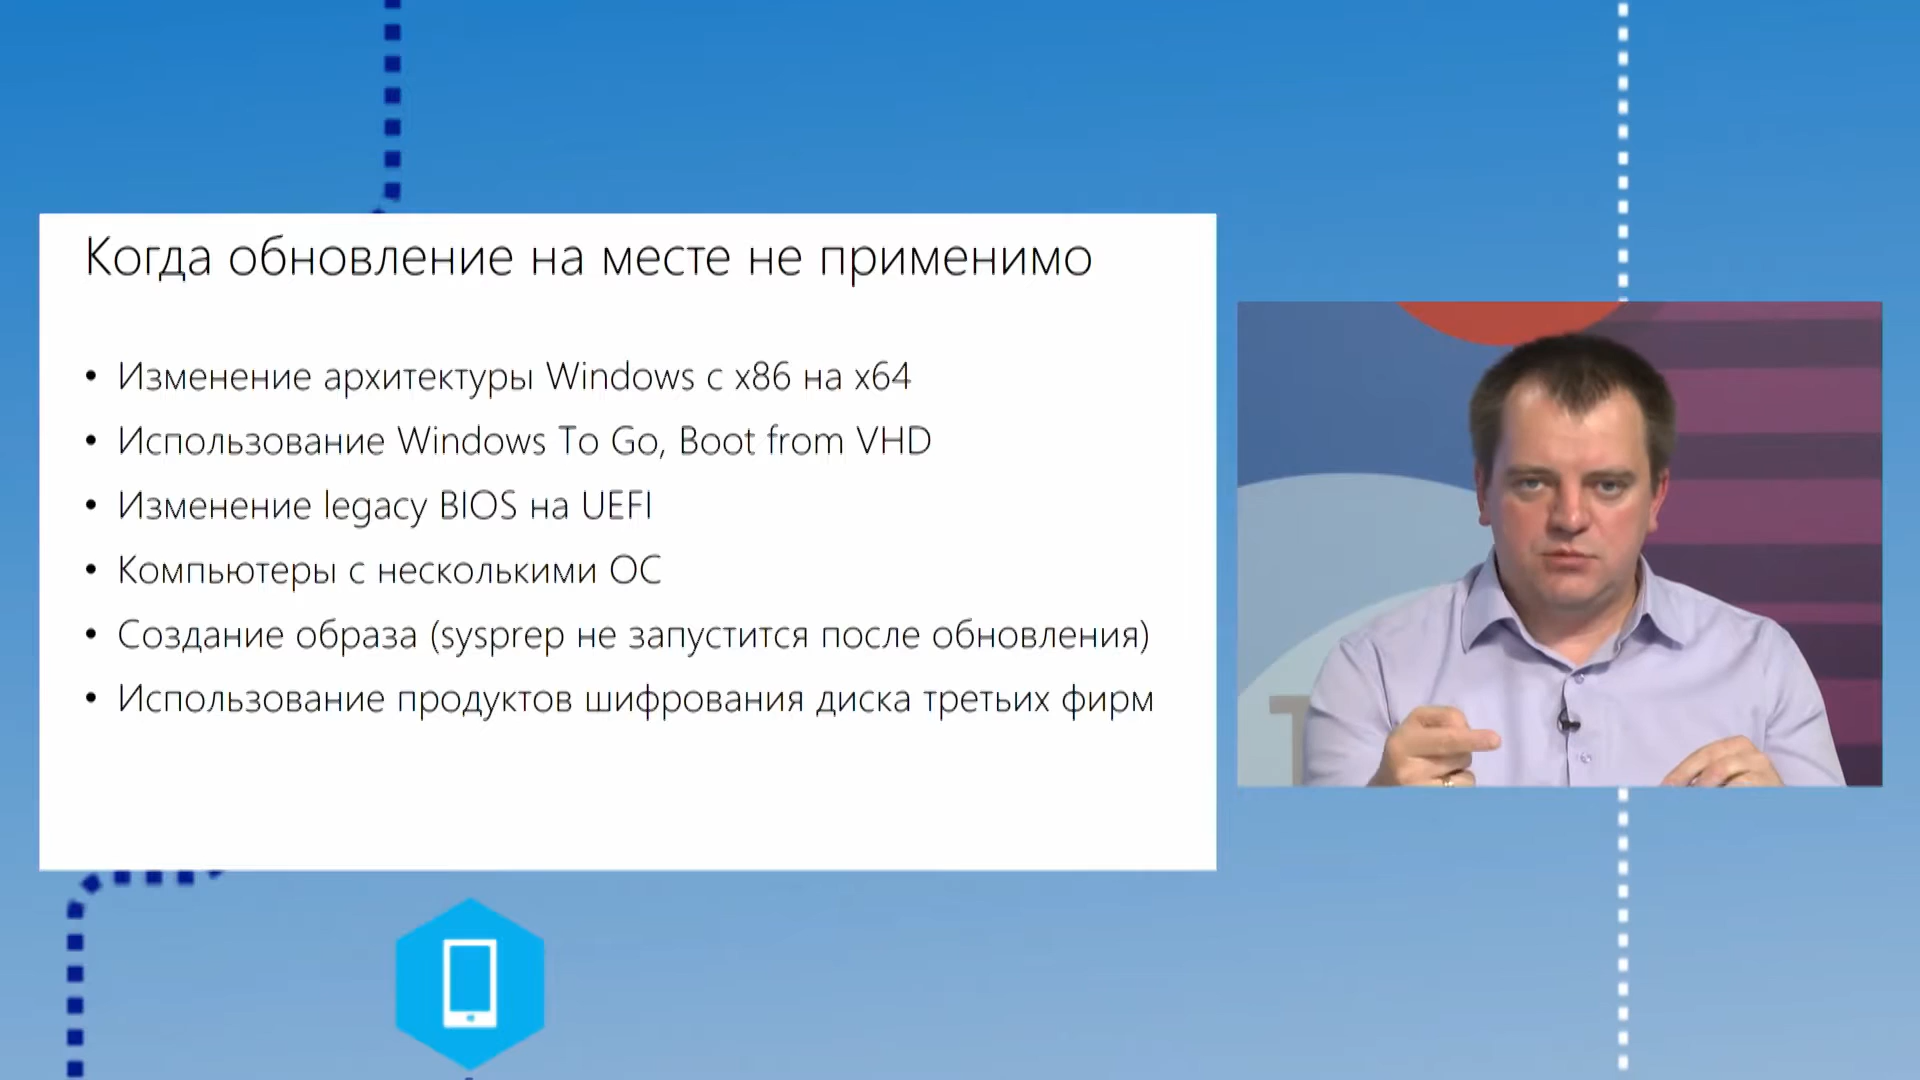 Когда обновление на месте не применимо
• Изменение архитектуры Windows с x86 на x64
• Использование Windows To Go, Boot from VHD
• Изменение legacy BIOS на UEFI
• Компьютеры с несколькими ОС
• Создание образа (sysprep не запустится после обновления)
• Использование продуктов шифрования диска третьих фирм